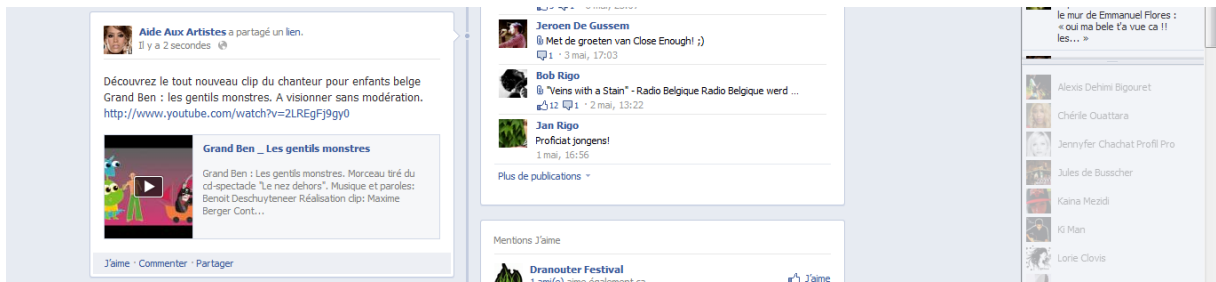 Aide Aux Artistes a partagé un lien.
Il y a 2 secondes
Découvrez le tout nouveau clip du chanteur pour enfants belge
Grand Ben : les gentils monstres. A visionner sans modération.
http://www.youtube.com/watch?v=2LREgFj9gy0
Grand Ben _ Les gentils monstres
Grand Ben : Les gentils monstres. Morceau tiré du
cd-spectacle "Le nez dehors". Musique et paroles:
Benoit Deschuyteneer Réalisation clip: Maxime
Berger Cont...
J'aime · Commenter · Partager
Jeroen De Gussem
Met de groeten van Close Enough! ;)
1 · 3 mai, 17:03
Bob Rigo
"Veins with a Stain" - Radio Belgique Radio Belgique werd ...
12 1 · 2 mai, 13:22
Jan Rigo
Proficiat jongens!
1 mai, 16:56
Plus de publications
Mentions J'aime
Dranouter Festival
J'aime
1 ami(e) aime également ça.
le mur de Emmanuel Flores :
« oui ma bele t'a vue ca !!
les... »
Alexis Dehimi Bigouret
Chérile Ouattara
Jennyfer Chachat Profil Pro
Jules de Busscher
Kaina Mezidi
Ki Man
Lorie Clovis